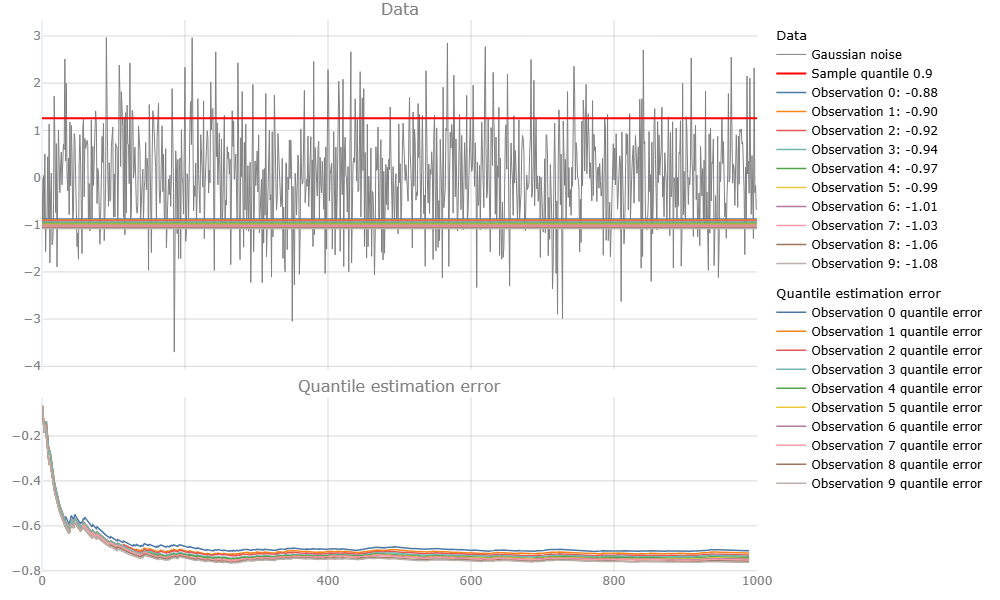 Data
3
2
1
0
−1
−2
−3
−4
Quantile estimation error
−0.2
−0.4
−0.6
−0.8
0
200
400
600
800
1000
Data
Gaussian noise
Sample quantile 0.9
Observation 0: -0.88
Observation 1: -0.90
Observation 2: -0.92
Observation 3: -0.94
Observation 4: -0.97
Observation 5: -0.99
Observation 6: -1.01
Observation 7: -1.03
Observation 8: -1.06
Observation 9: -1.08
Quantile estimation error
Observation 0 quantile error
Observation 1 quantile error
Observation 2 quantile error
Observation 3 quantile error
Observation 4 quantile error
Observation 5 quantile error
Observation 6 quantile error
Observation 7 quantile error
Observation 8 quantile error
Observation 9 quantile error